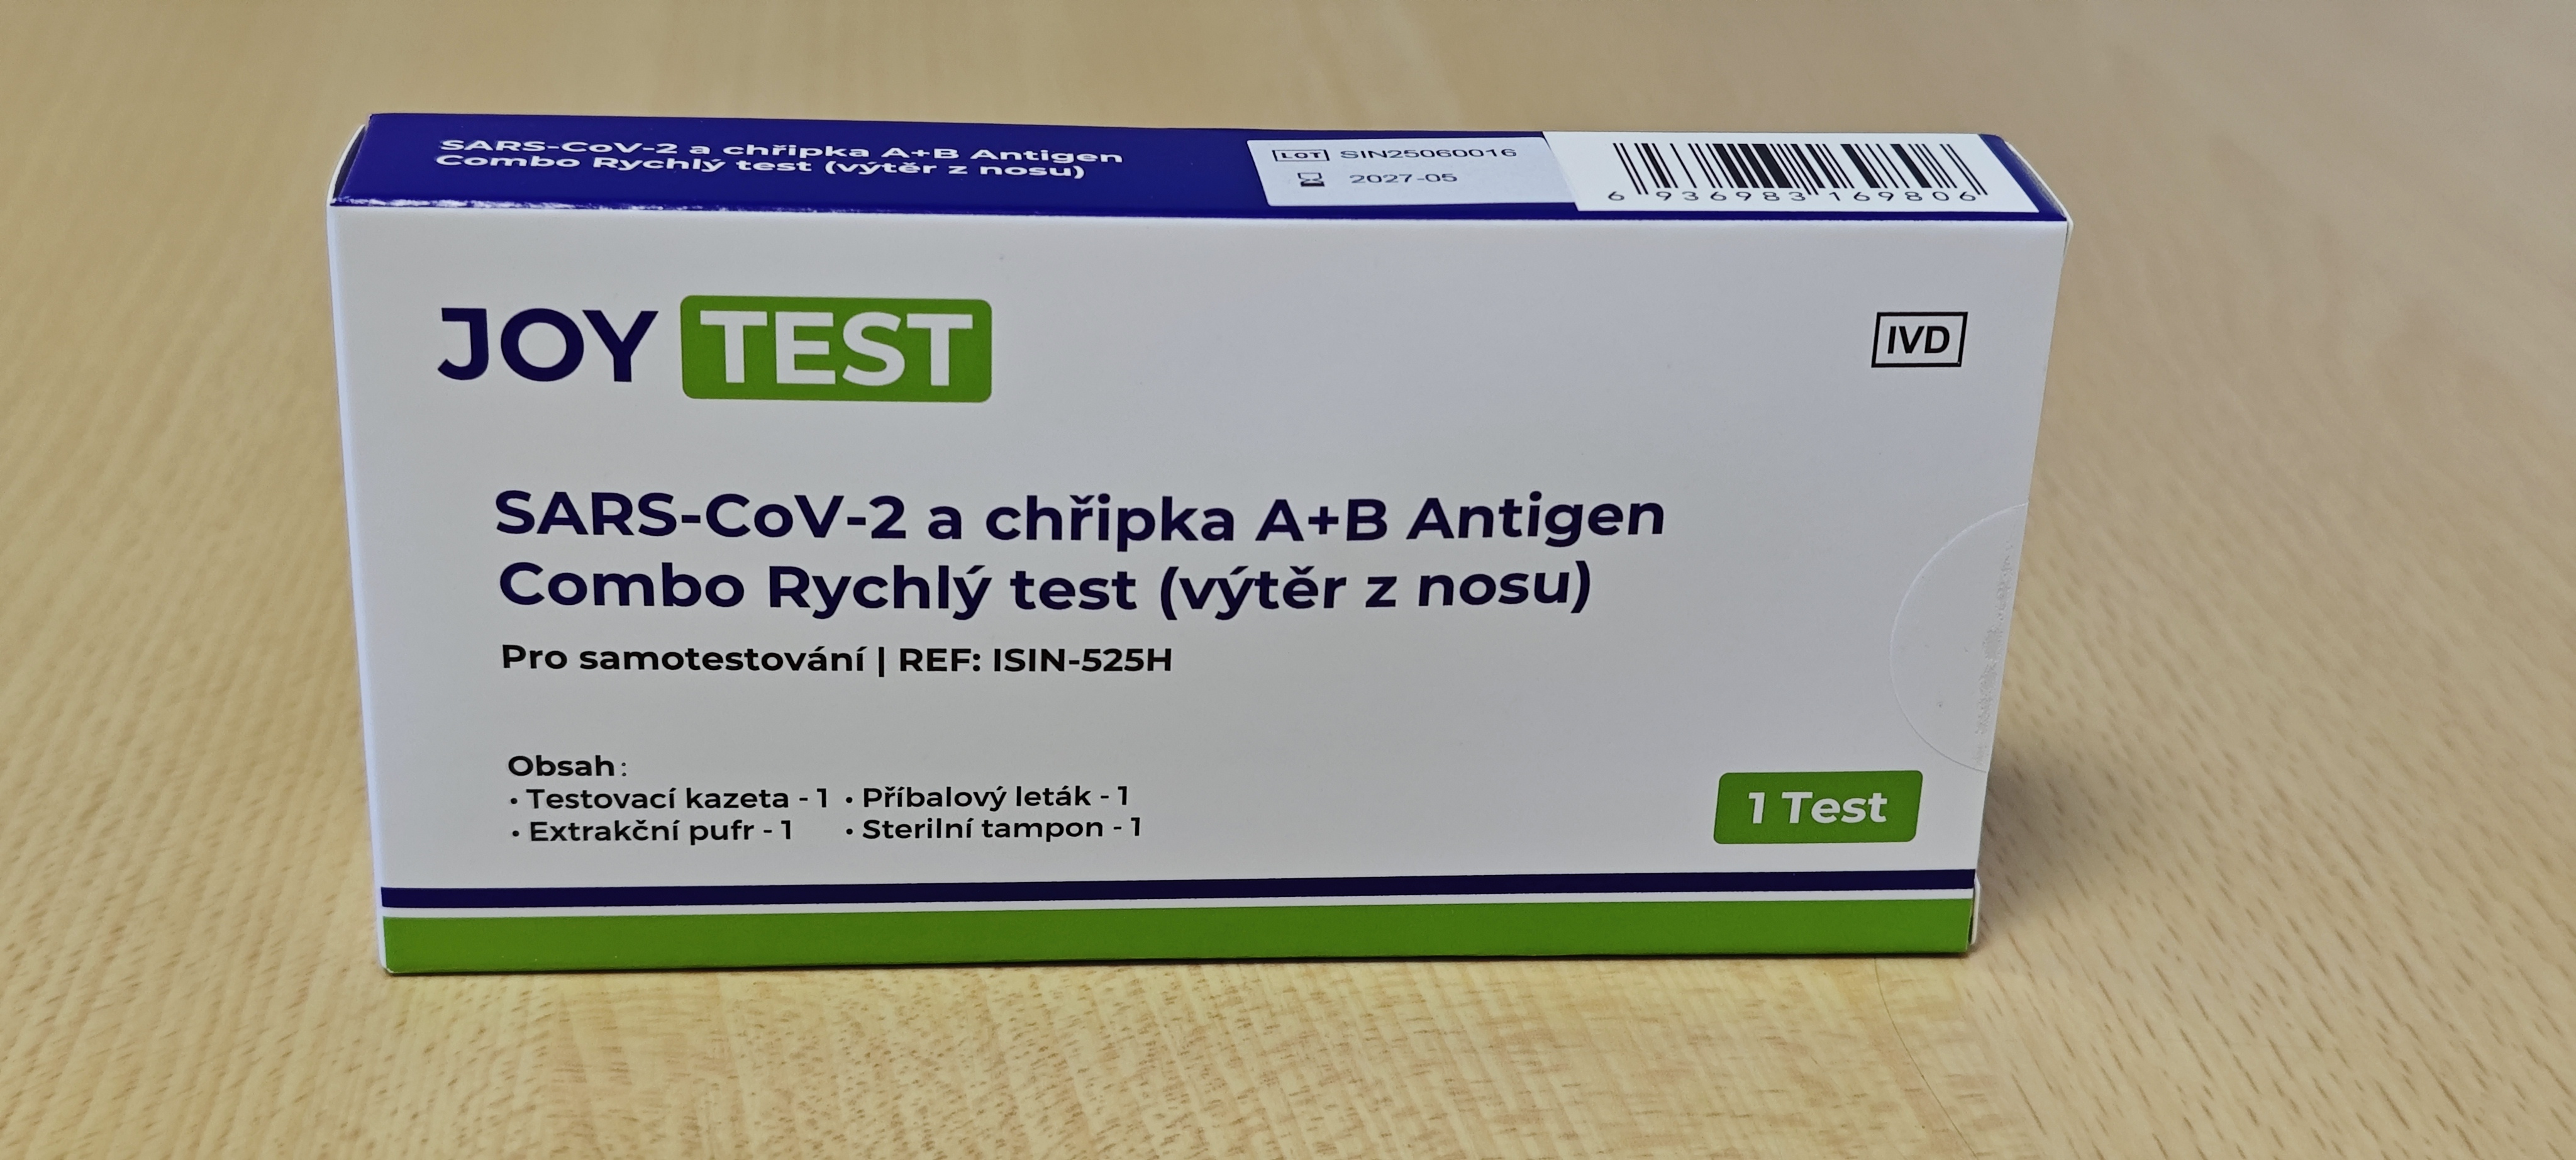 SARS-CoV-2 a chřipka A+B Antigen
Combo Rychlý test (výtěr z nosu)
LOT SIN25060016
2027-05
6 936983 169806
JOY TEST
IVD
SARS-CoV-2 a chřipka A+B Antigen
Combo Rychlý test (výtěr z nosu)
Pro samotestování | REF: ISIN-525H
Obsah:
• Testovací kazeta - 1 • Příbalový leták - 1
• Extrakční pufr - 1 • Sterilní tampon - 1
1 Test